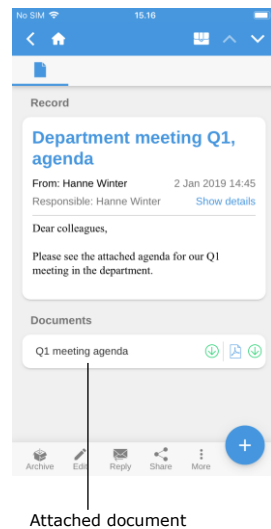 No SIM 15.16
Record
Department meeting Q1,
agenda
From: Hanne Winter 2 Jan 2019 14:45
Responsible: Hanne Winter Show details
Dear colleagues,
Please see the attached agenda for our Q1
meeting in the department.
Documents
Q1 meeting agenda
+
Archive Edit Reply Share More
Attached document